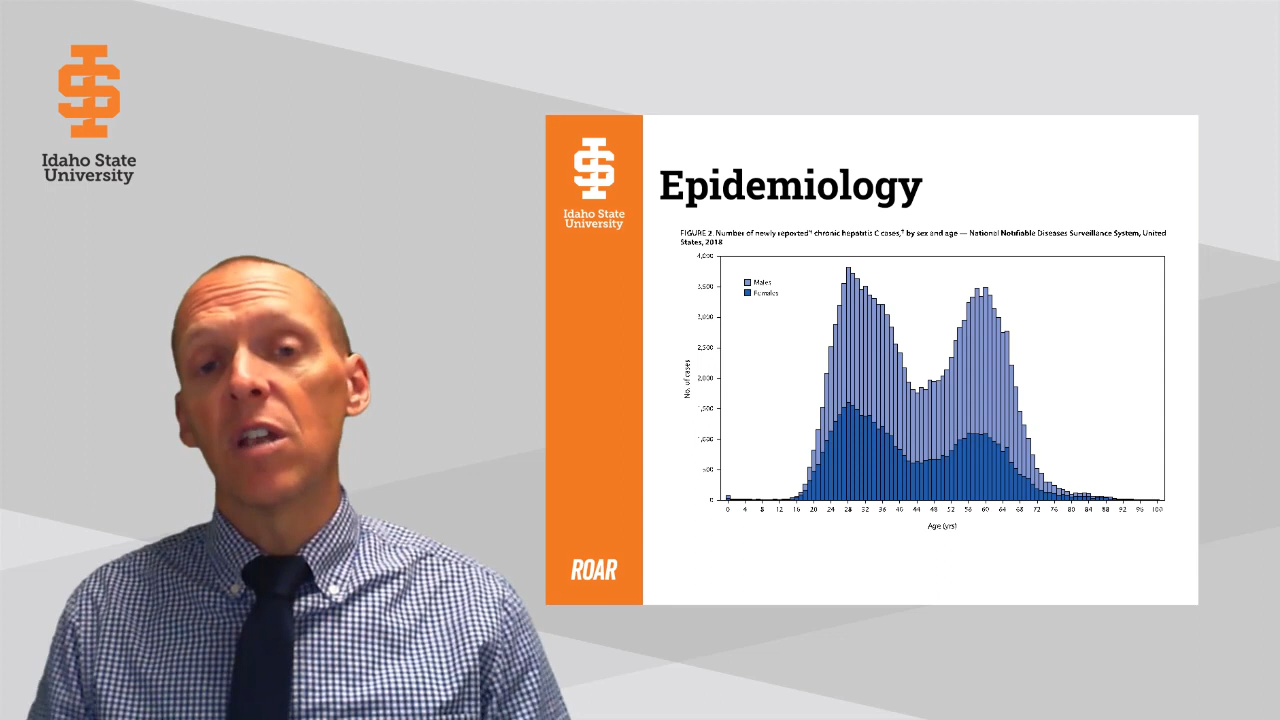 Idaho State
University
Idaho State
University
ROAR
Epidemiology
FIGURE 2. Number of newly reported* chronic hepatitis C cases,† by sex and age — National Notifiable Diseases Surveillance System, United
States, 2018
4,000
3,500
3,000
2,500
2,000
1,500
1,000
500
0
No. of cases
Males
Females
0 4 8 12 16 20 24 28 32 36 40 44 48 52 56 60 64 68 72 76 80 84 88 92 96 100
Age (yrs)